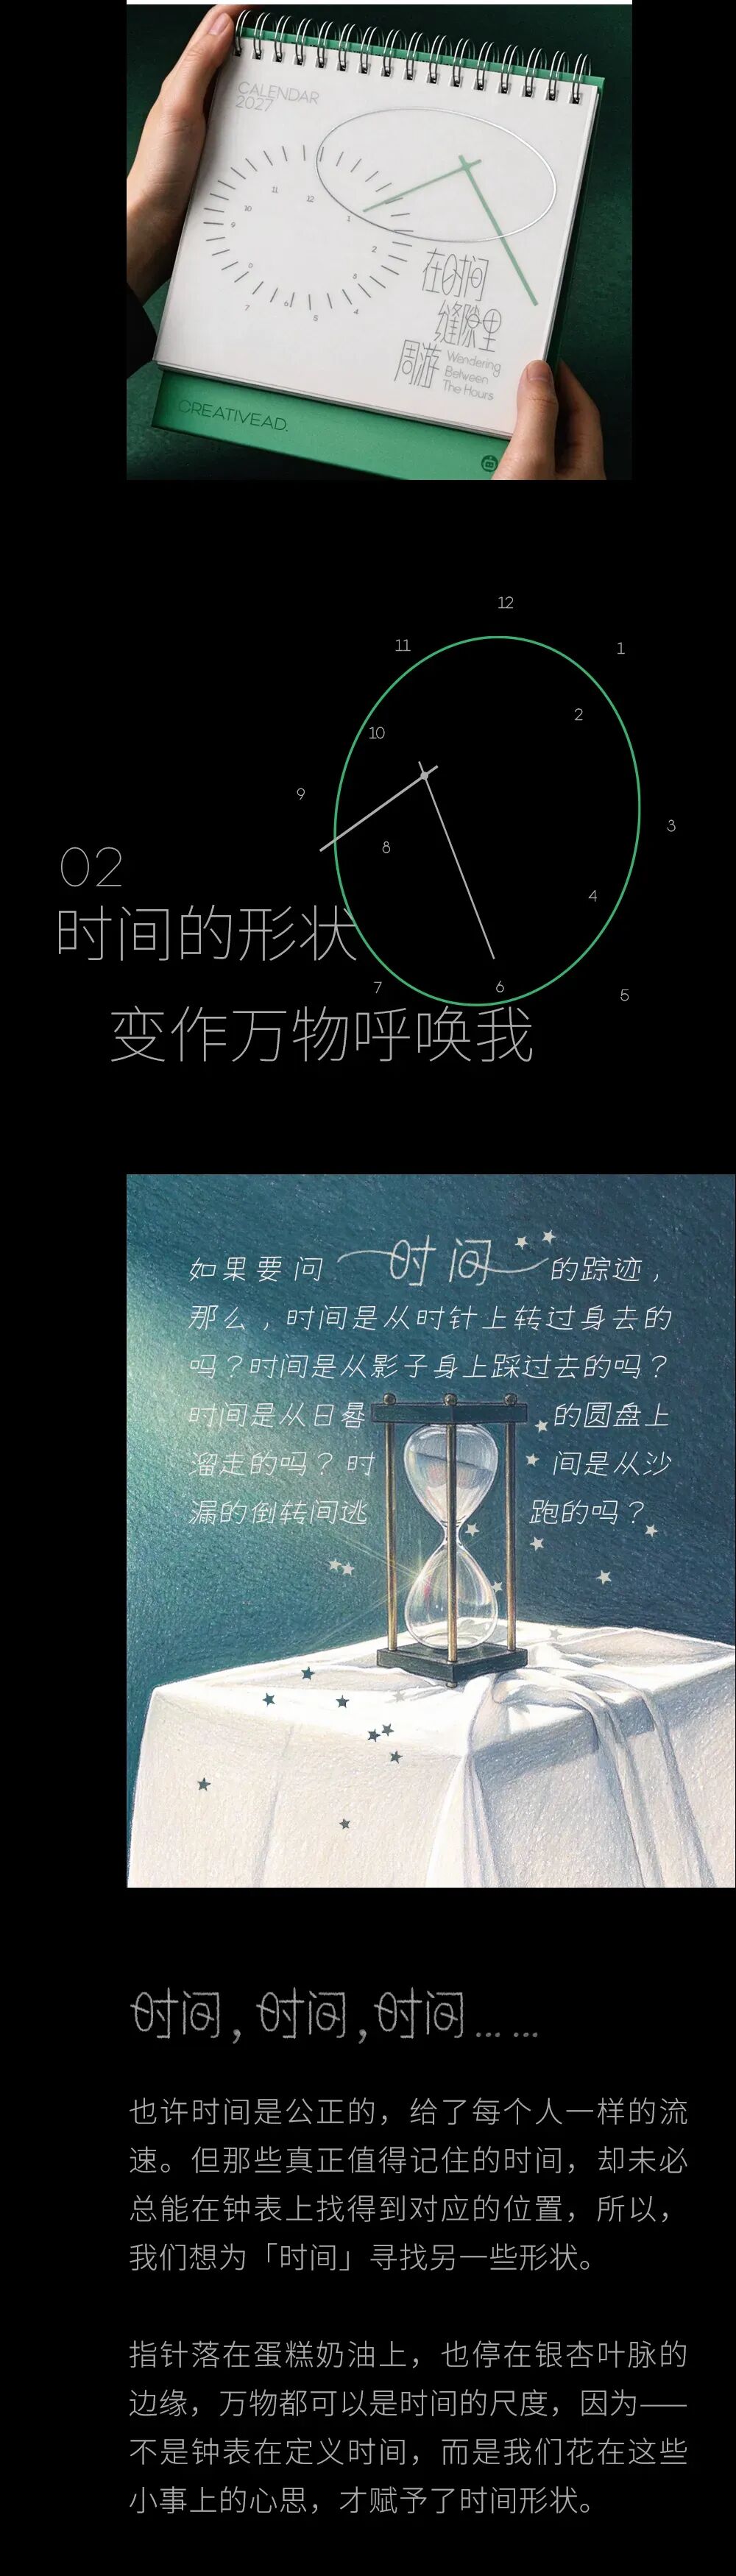 CALENDAR
2027
11
12
10
1
9
2
3
7
6
5
4
在时间
缝隙里
周游
Wandering
Between
The Hours
CREATIVEAD.
12
11
1
2
10
9
3
8
4
02
时间的形状
7
6
5
变作万物呼唤我
如果要问 时间 的踪迹，
那么，时间是从时针上转过身去的
吗？时间是从影子身上踩过去的吗？
时间是从日晷 的圆盘上
溜走的吗？时 间是从沙
漏的倒转间逃 跑的吗？
时间，时间，时间……
也许时间是公正的，给了每个人一样的流
速。但那些真正值得记住的时间，却未必
总能在钟表上找得到对应的位置，所以，
我们想为「时间」寻找另一些形状。
指针落在蛋糕奶油上，也停在银杏叶脉的
边缘，万物都可以是时间的尺度，因为——
不是钟表在定义时间，而是我们花在这些
小事上的心思，才赋予了时间形状。